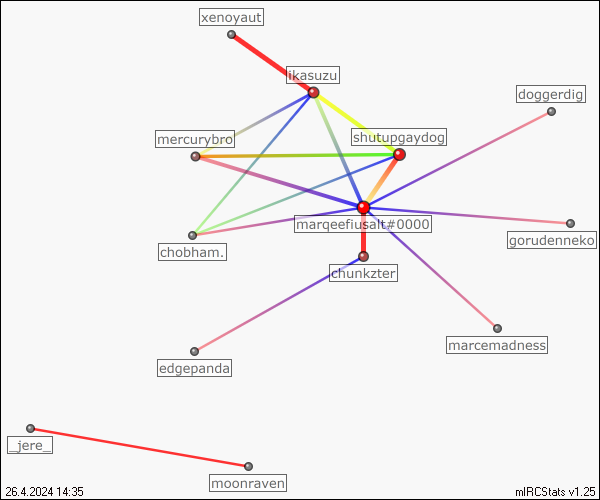 xenoyaut
ikasuzu
doggerdig
mercurybro
shutupgaydog
marqeefiusalt#0000
gorudenneko
chobham.
chunkzter
marcemadness
edgepanda
_jere_
moonraven
26.4.2024 14:35
mIRCStats v1.25